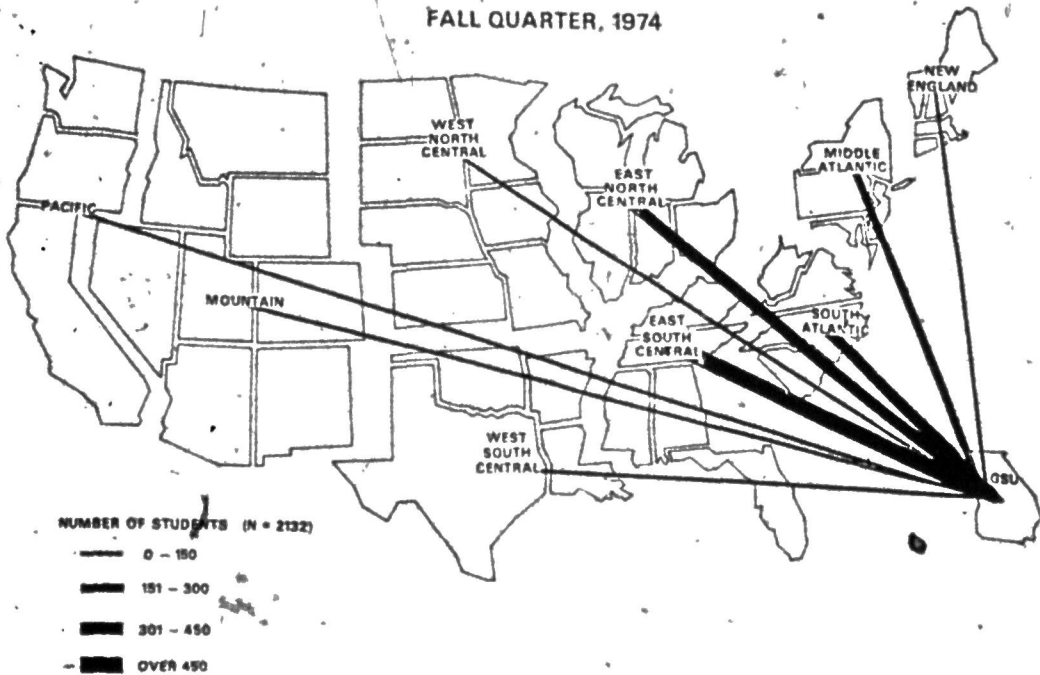 FALL QUARTER, 1974
NEW
ENGLAND
WEST
NORTH
CENTRAL
MIDDLE
ATLANTIC
EAST
NORTH
CENTRAL
PACIFIC
MOUNTAIN
SOUTH
ATLANTIC
EAST
SOUTH
CENTRAL
WEST
SOUTH
CENTRAL
GSU
NUMBER OF STUDENTS (N = 2132)
0 – 150
151 – 300
301 – 450
OVER 450